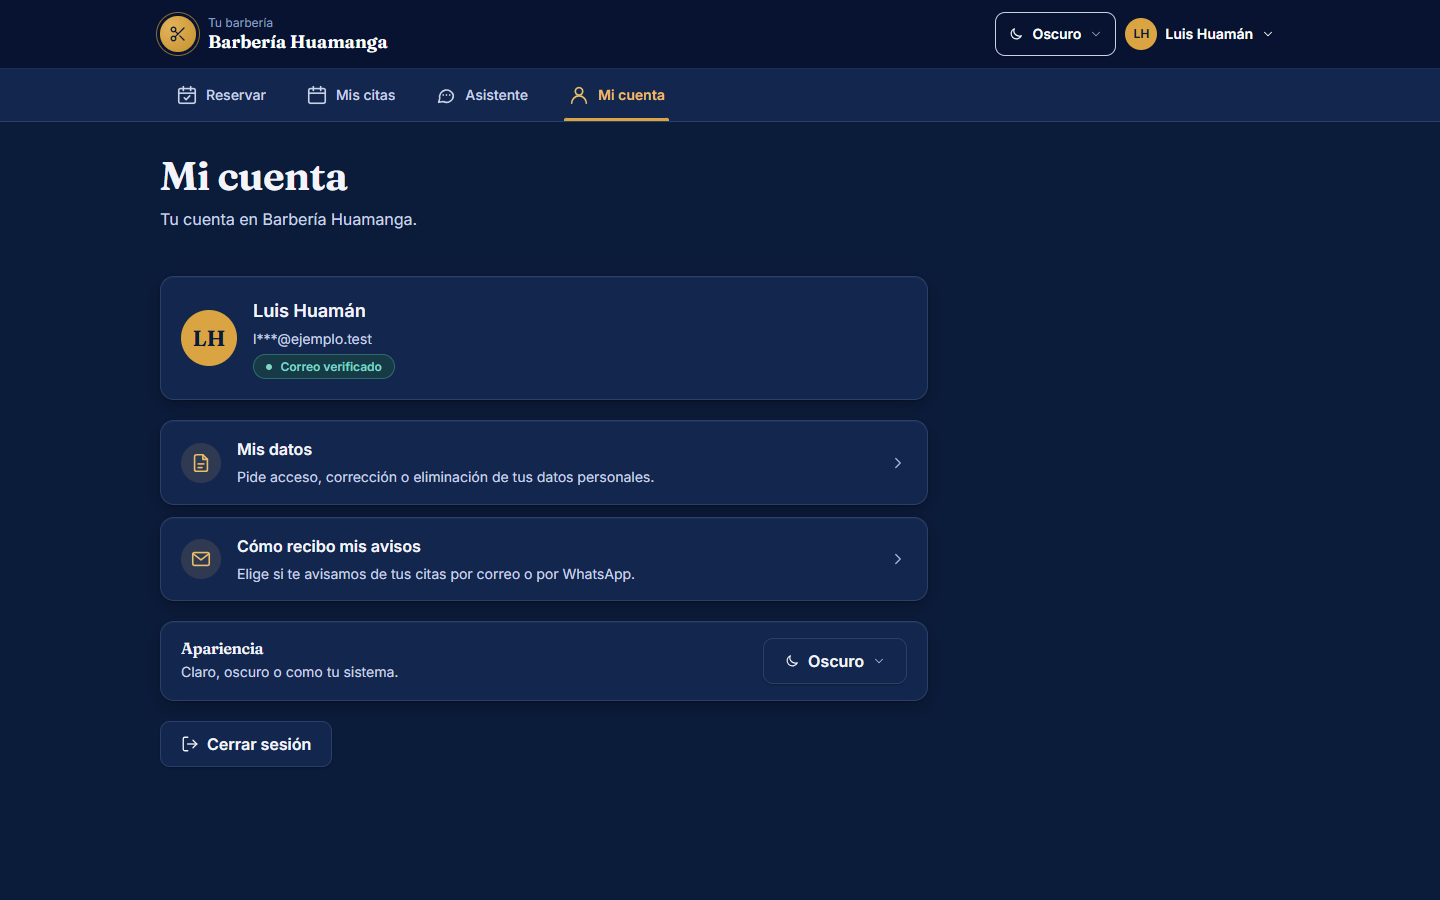 Tu barbería
Barbería Huamanga
Oscuro
LH
Luis Huamán
Reservar
Mis citas
Asistente
Mi cuenta
Mi cuenta
Tu cuenta en Barbería Huamanga.
LH
Luis Huamán
l***@ejemplo.test
Correo verificado
Mis datos
Pide acceso, corrección o eliminación de tus datos personales.
Cómo recibo mis avisos
Elige si te avisamos de tus citas por correo o por WhatsApp.
Apariencia
Claro, oscuro o como tu sistema.
Oscuro
Cerrar sesión